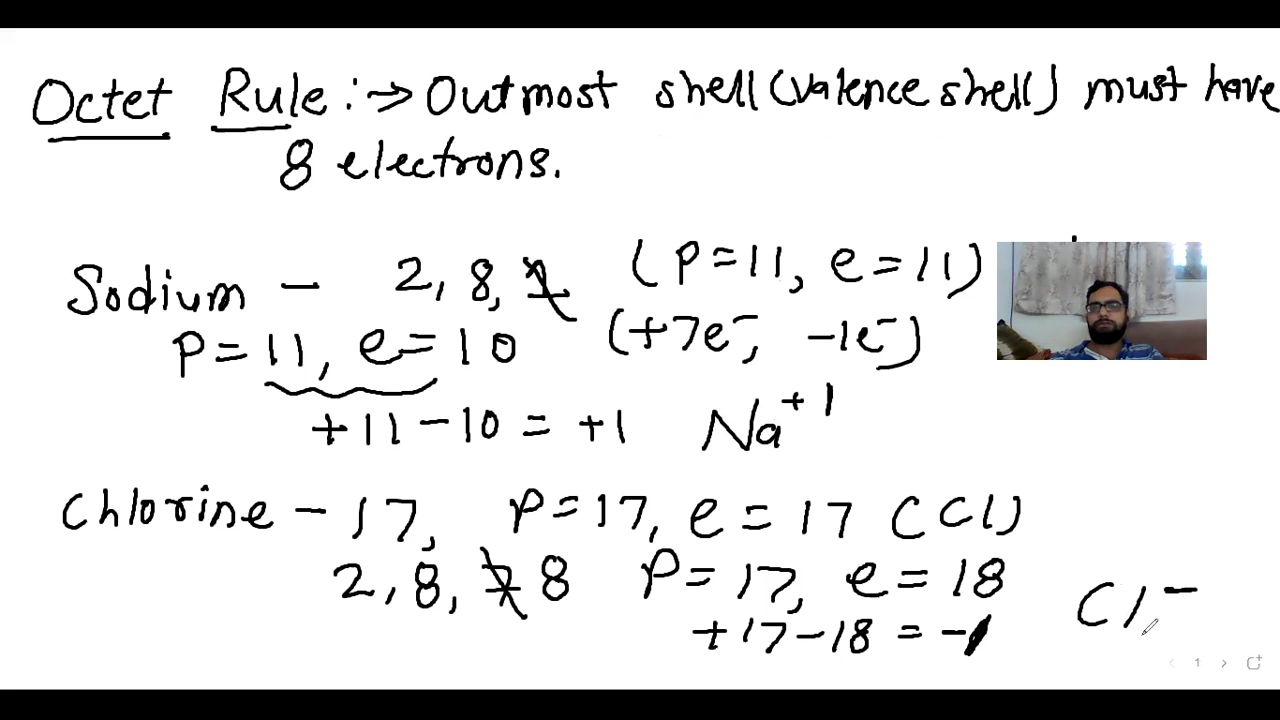 Octet Rule :→ Outmost shell (valence shell) must have
8 electrons.
Sodium - 2, 8, 1 (p=11, e=11)
p=11, e=10 (+7e⁻, -1e⁻)
+11-10 = +1 Na⁺¹
Chlorine - 17, p=17, e=17 (Cl)
2, 8, 7 8 p=17, e=18
+17-18 = -1 Cl⁻
1